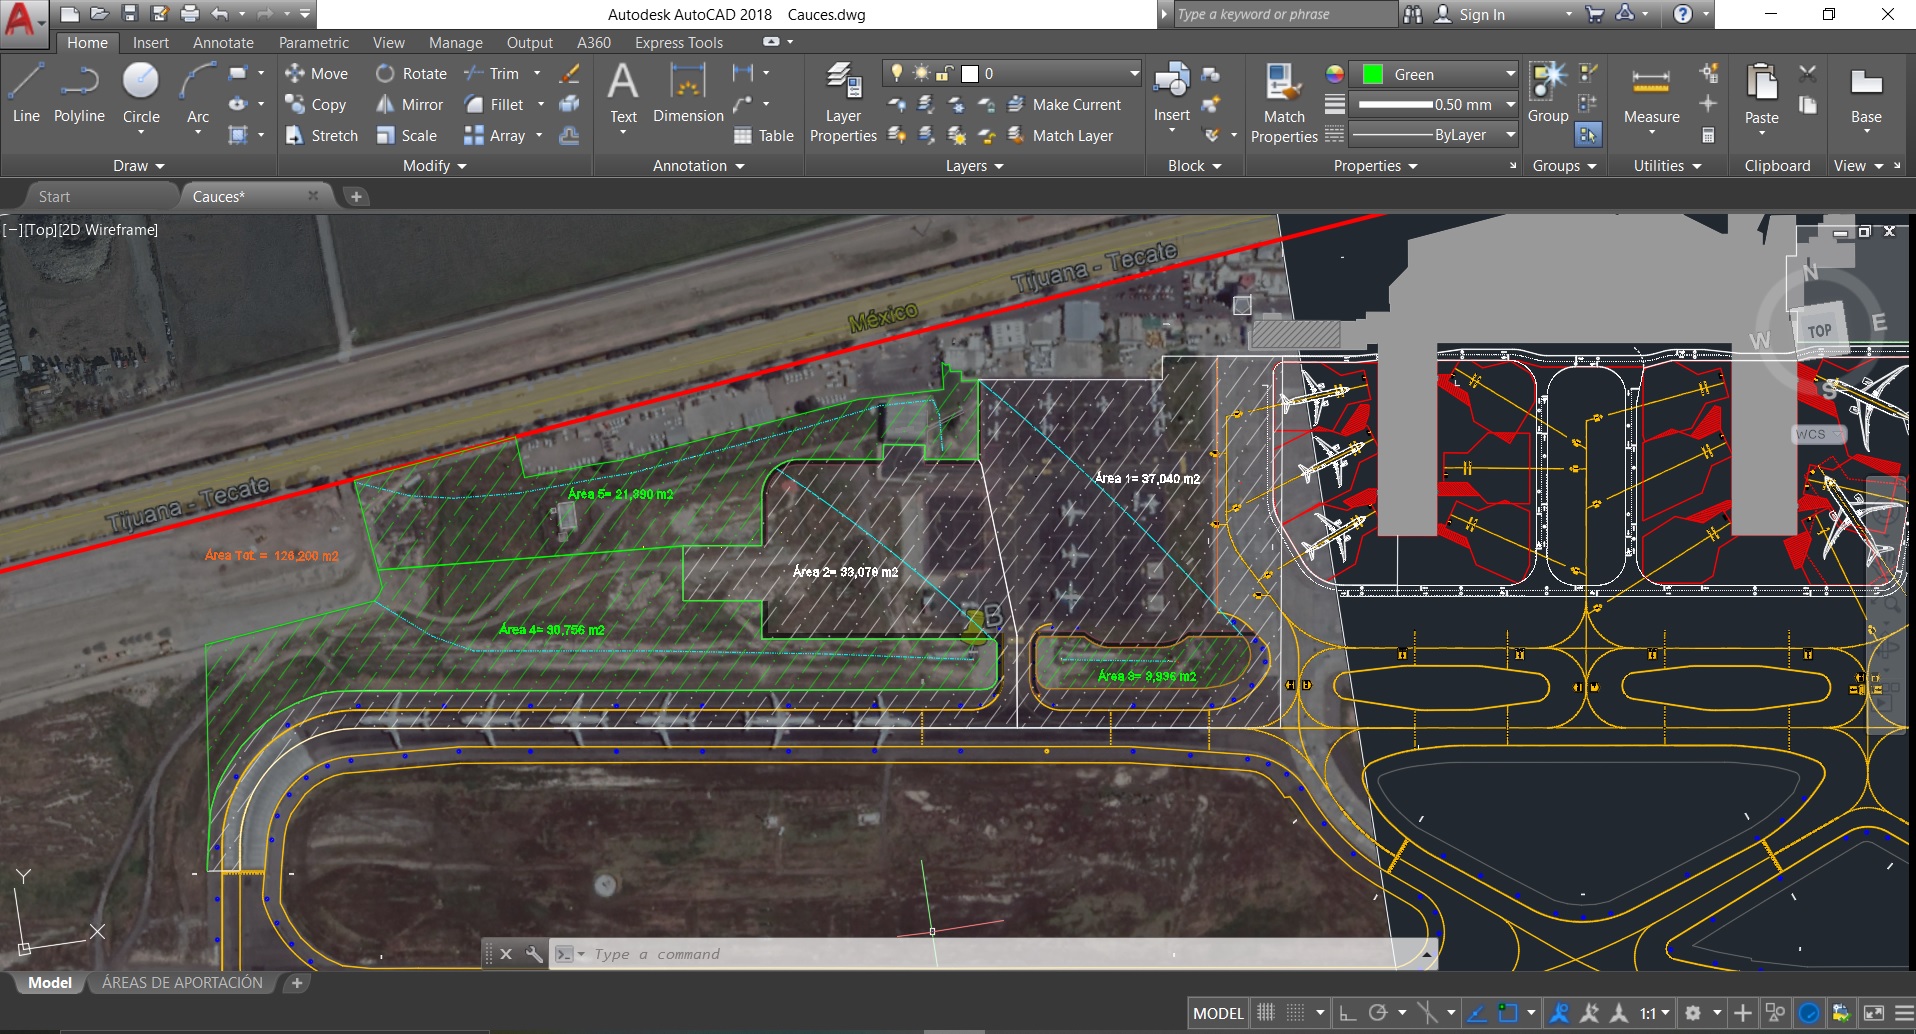 Autodesk AutoCAD 2018 Cauces.dwg
Type a keyword or phrase
Sign In
Home Insert Annotate Parametric View Manage Output A360 Express Tools
Line
Polyline
Circle
Arc
Draw
Move
Rotate
Trim
Copy
Mirror
Fillet
Stretch
Scale
Array
Modify
Text
Dimension
Table
Annotation
Layer
Properties
0
Make Current
Match Layer
Layers
Insert
Block
Match
Properties
Green
0.50 mm
ByLayer
Properties
Group
Groups
Measure
Utilities
Paste
Clipboard
Base
View
Start
Cauces*
[−][Top][2D Wireframe]
Tijuana - Tecate
México
Tijuana - Tecate
N
W
TOP
E
S
WCS
Área 1= 37,040 m2
Área 5= 21,390 m2
Área Tot. = 126,200 m2
Área 2= 33,078 m2
B
Área 4= 30,756 m2
Área 3= 3,936 m2
Y
X
Type a command
Model
ÁREAS DE APORTACIÓN
MODEL
1:1